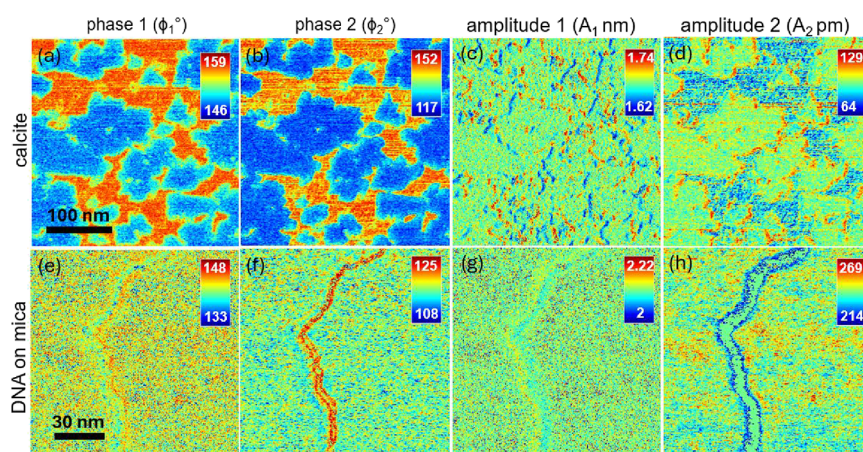 phase 1 (ϕ₁°) phase 2 (ϕ₂°) amplitude 1 (A₁ nm) amplitude 2 (A₂ pm)
calcite
(a) 159 (b) 152 (c) 1.74 (d) 129
146 117 1.62 64
100 nm
DNA on mica
(e) 148 (f) 125 (g) 2.22 (h) 269
133 108 2 214
30 nm